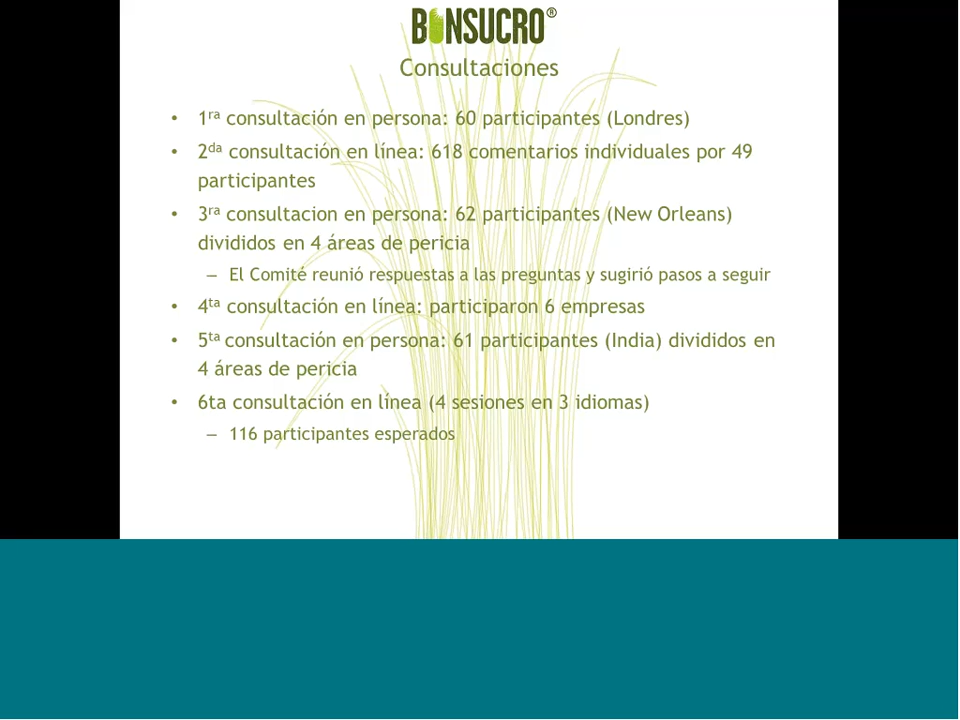 BONSUCRO®
Consultaciones
• 1ra consultación en persona: 60 participantes (Londres)
• 2da consultación en línea: 618 comentarios individuales por 49
participantes
• 3ra consultacion en persona: 62 participantes (New Orleans)
divididos en 4 áreas de pericia
– El Comité reunió respuestas a las preguntas y sugirió pasos a seguir
• 4ta consultación en línea: participaron 6 empresas
• 5ta consultación en persona: 61 participantes (India) divididos en
4 áreas de pericia
• 6ta consultación en línea (4 sesiones en 3 idiomas)
– 116 participantes esperados